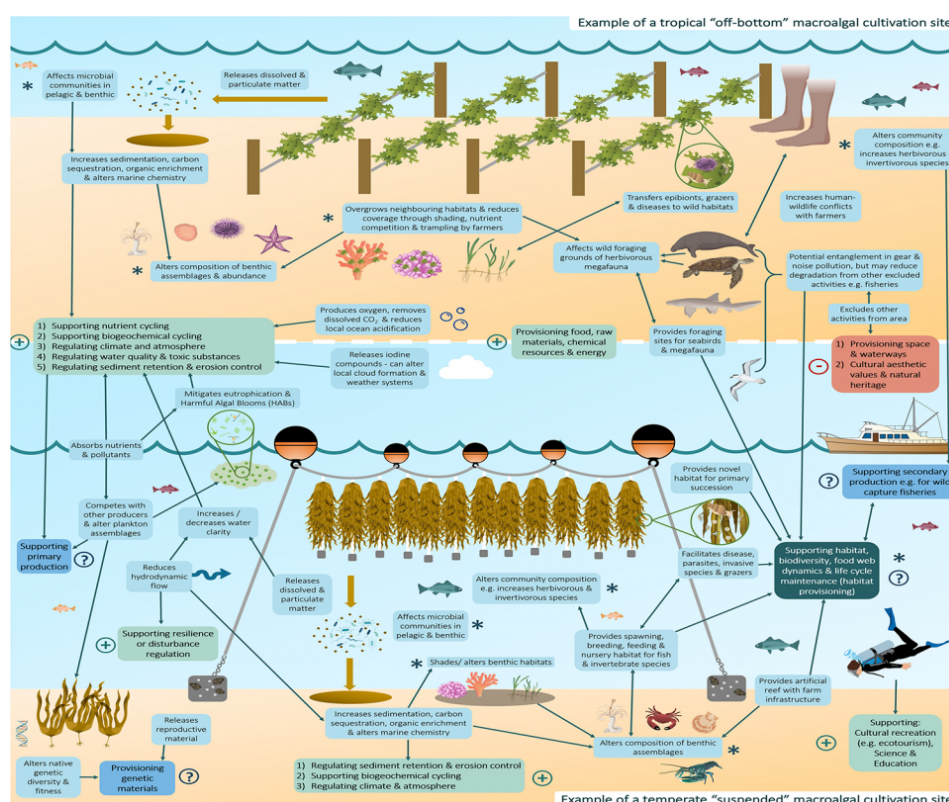 Example of a tropical “off-bottom” macroalgal cultivation site
Affects microbial
communities in
pelagic & benthic
*
Releases dissolved &
particulate matter
Alters community
composition e.g.
increases herbivorous
invertivorous species
*
Increases sedimentation, carbon
sequestration, organic enrichment
& alters marine chemistry
Transfers epibionts, grazers
& diseases to wild habitats
Increases human-
wildlife conflicts
with farmers
*
Overgrows neighbouring habitats & reduces
coverage through shading, nutrient
competition & trampling by farmers
Affects wild foraging
grounds of herbivorous
megafauna
Potential entanglement in gear &
noise pollution, but may reduce
degradation from other excluded
activities e.g. fisheries
*
Alters composition of benthic
assemblages & abundance
Excludes other
activities from area
Produces oxygen, removes
dissolved CO₂ & reduces
local ocean acidification
+
1) Supporting nutrient cycling
2) Supporting biogeochemical cycling
3) Regulating climate and atmosphere
4) Regulating water quality & toxic substances
5) Regulating sediment retention & erosion control
+
Provisioning food, raw
materials, chemical
resources & energy
Provides foraging
sites for seabirds &
megafauna
-
1) Provisioning space
& waterways
2) Cultural aesthetic
values & natural
heritage
Releases iodine
compounds - can alter
local cloud formation &
weather systems
Mitigates eutrophication &
Harmful Algal Blooms (HABs)
Absorbs nutrients
& pollutants
Provides novel
habitat for primary
succession
?
Supporting secondary
production e.g. for wild
capture fisheries
Competes with
other producers
& alter plankton
assemblages
Increases /
decreases water
clarity
Supporting
primary
production
?
Facilitates disease,
parasites, invasive
species & grazers
Supporting habitat,
biodiversity, food web
dynamics & life cycle
maintenance (habitat
provisioning)
*
?
Reduces
hydrodynamic
flow
Releases
dissolved &
particulate
matter
Alters community composition
e.g. increases herbivorous &
invertivorous species
*
Affects microbial
communities in
pelagic & benthic
*
+
Supporting resilience
or disturbance
regulation
Provides spawning,
breeding, feeding &
nursery habitat for fish
& invertebrate species
*
Shades/ alters benthic habitats
Provides artificial
reef with farm
infrastructure
Increases sedimentation, carbon
sequestration, organic enrichment
& alters marine chemistry
Releases
reproductive
material
Alters composition of benthic
assemblages
*
+
Supporting:
Cultural recreation
(e.g. ecotourism),
Science &
Education
Alters native
genetic
diversity &
fitness
Provisioning
genetic
materials
?
1) Regulating sediment retention & erosion control
2) Supporting biogeochemical cycling
3) Regulating climate & atmosphere
+
Example of a temperate “suspended” macroalgal cultivation site